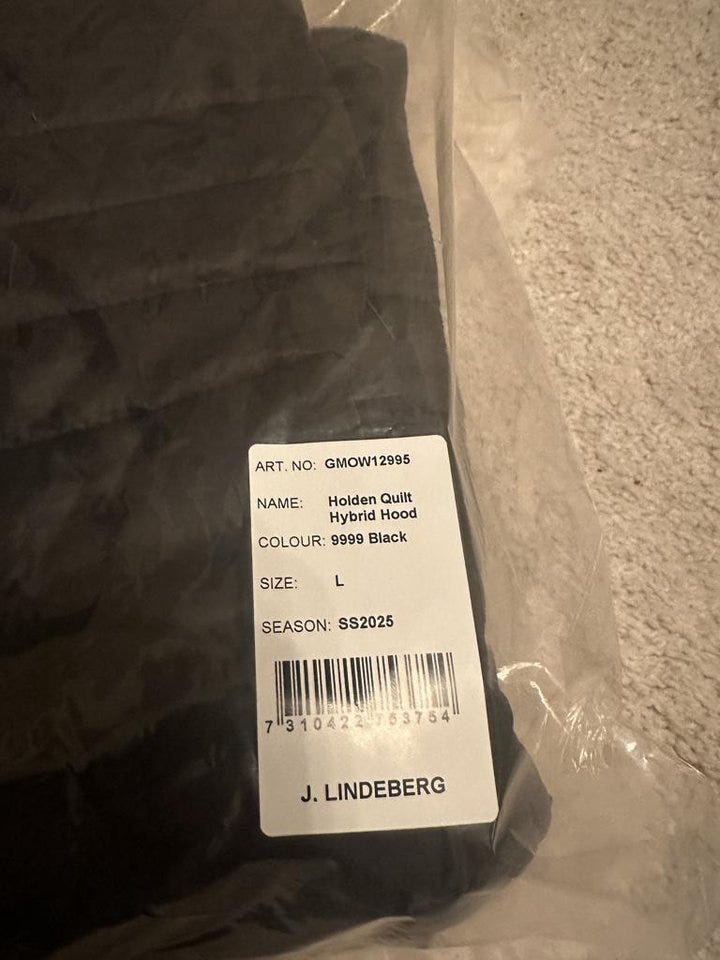 ART. NO: GMOW12995
NAME: Holden Quilt
Hybrid Hood
COLOUR: 9999 Black
SIZE: L
SEASON: SS2025
7 310422 753754
J. LINDEBERG